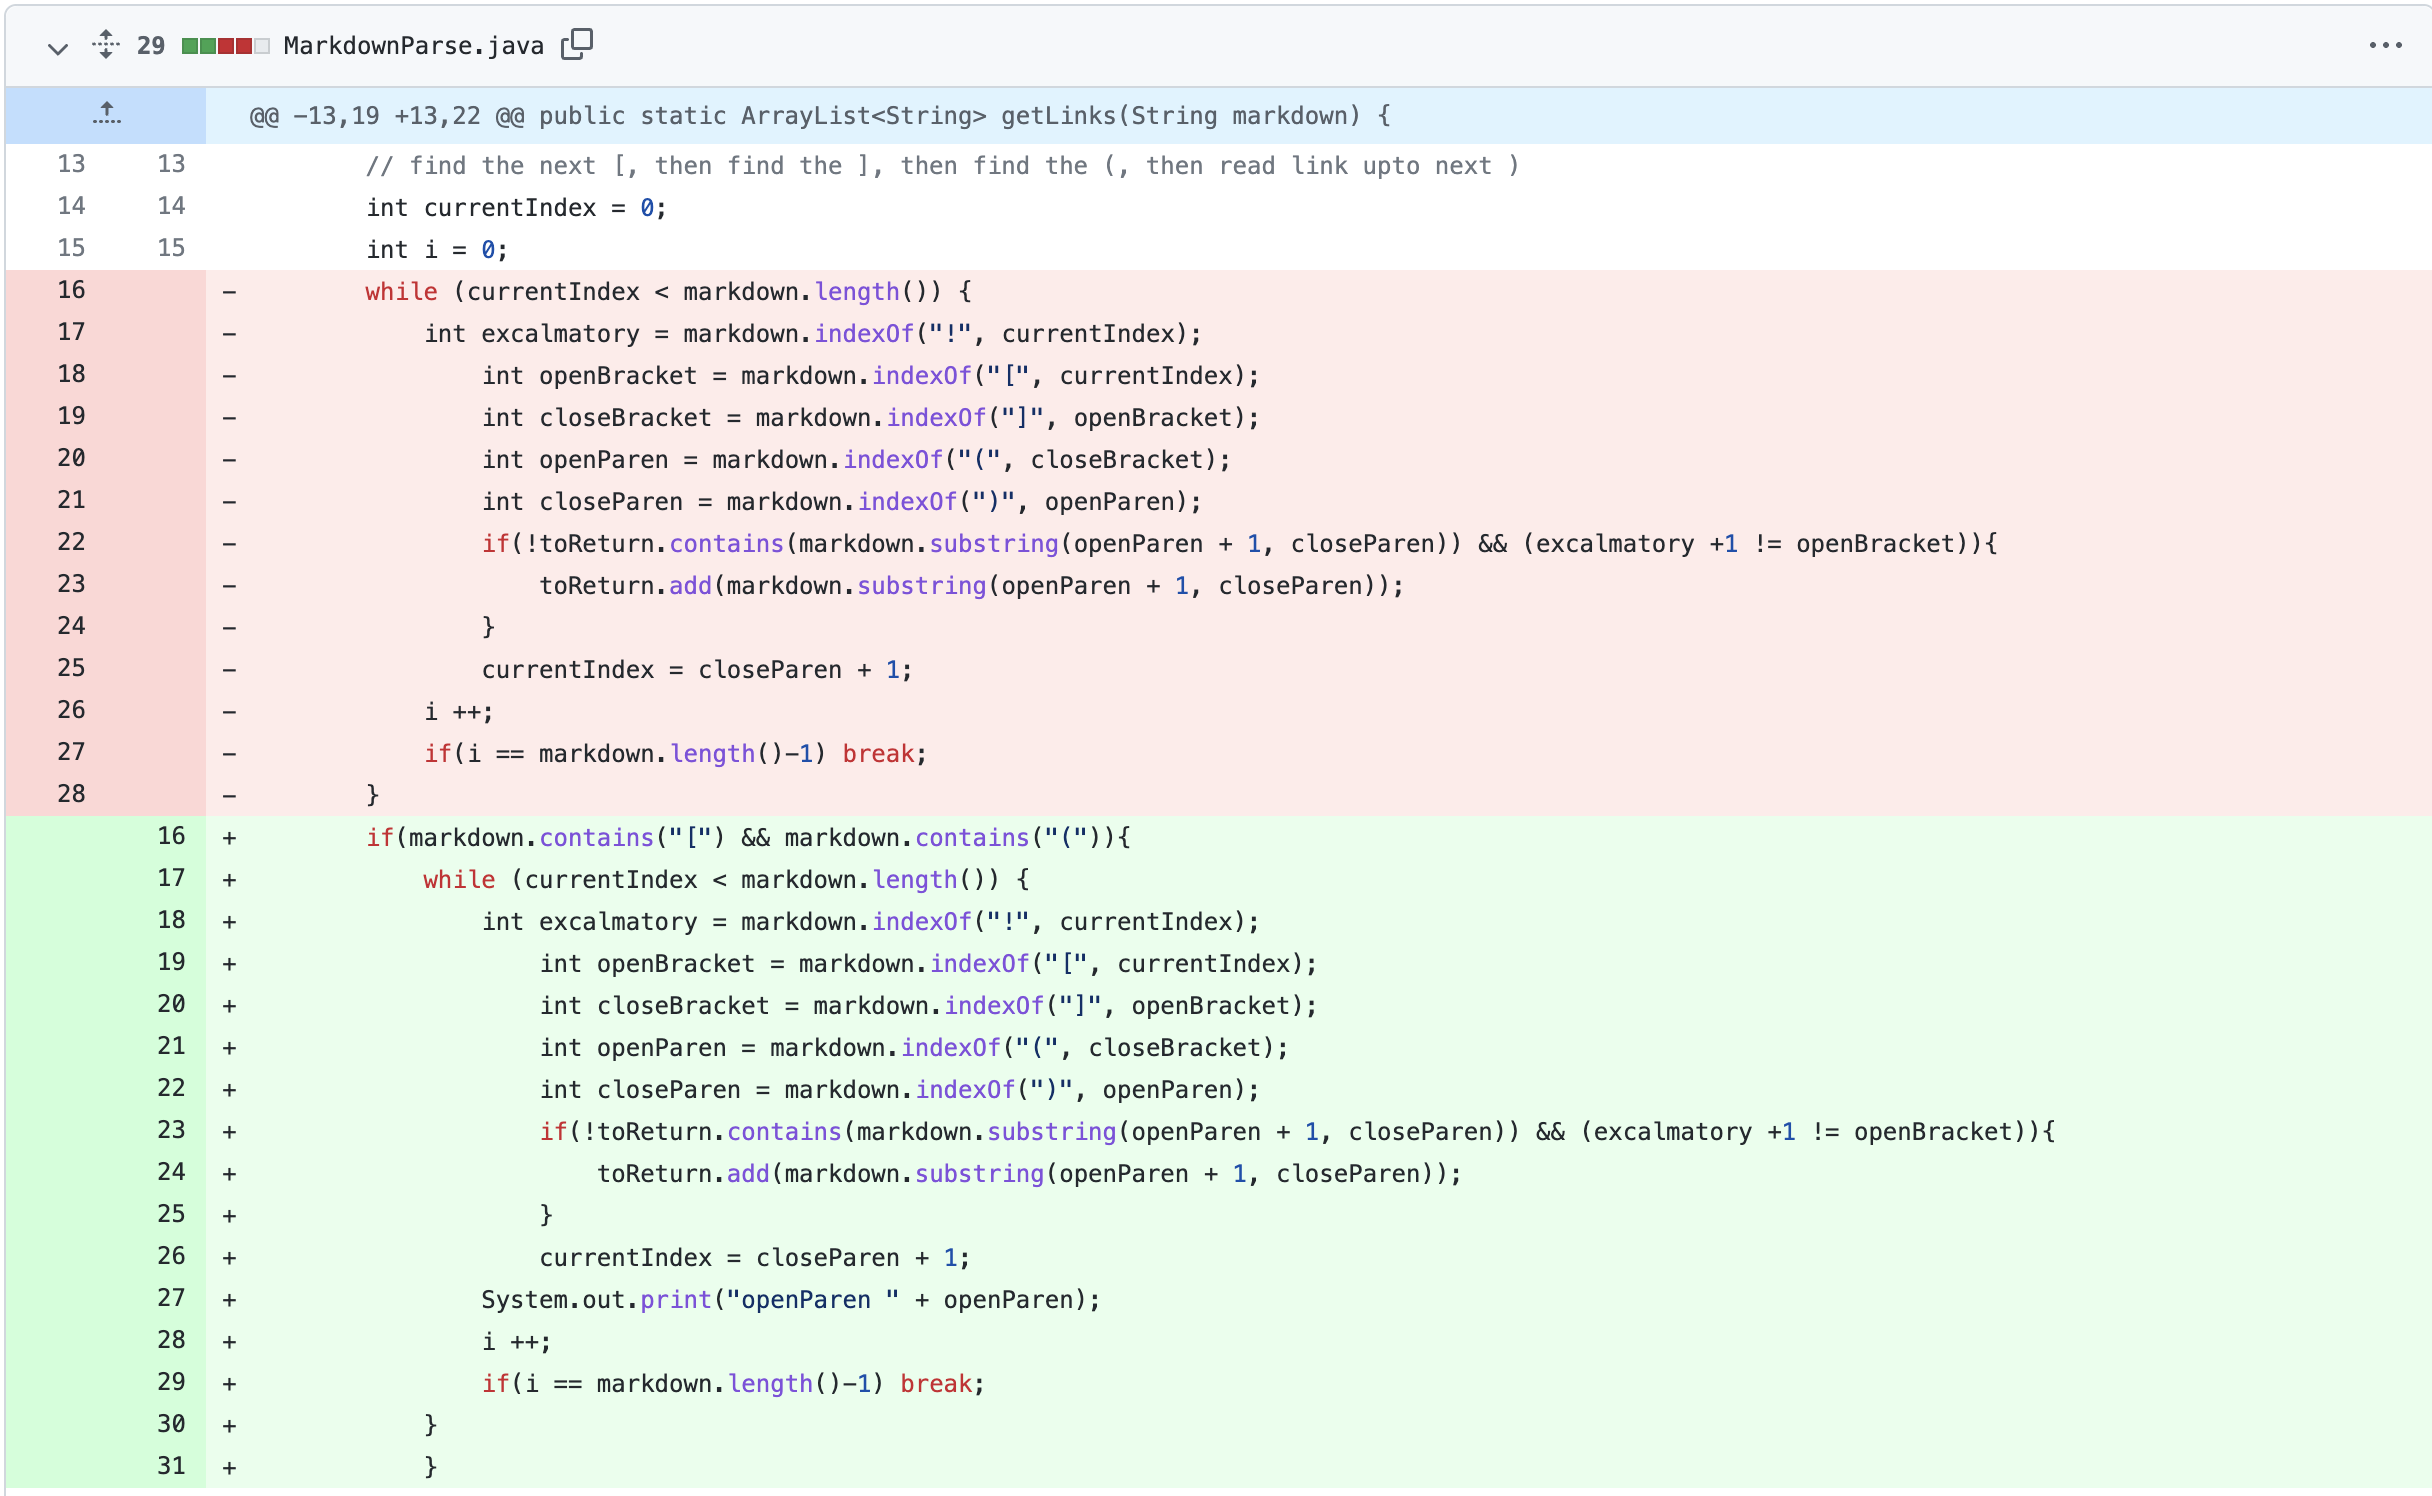 29 MarkdownParse.java
@@ -13,19 +13,22 @@ public static ArrayList<String> getLinks(String markdown) {
13 13 // find the next [, then find the ], then find the (, then read link upto next )
14 14 int currentIndex = 0;
15 15 int i = 0;
16 - while (currentIndex < markdown.length()) {
17 - int excalmatory = markdown.indexOf("!", currentIndex);
18 - int openBracket = markdown.indexOf("[", currentIndex);
19 - int closeBracket = markdown.indexOf("]", openBracket);
20 - int openParen = markdown.indexOf("(", closeBracket);
21 - int closeParen = markdown.indexOf(")", openParen);
22 - if(!toReturn.contains(markdown.substring(openParen + 1, closeParen)) && (excalmatory +1 != openBracket)){
23 - toReturn.add(markdown.substring(openParen + 1, closeParen));
24 - }
25 - currentIndex = closeParen + 1;
26 - i ++;
27 - if(i == markdown.length()-1) break;
28 - }
16 + if(markdown.contains("[") && markdown.contains("(")){
17 + while (currentIndex < markdown.length()) {
18 + int excalmatory = markdown.indexOf("!", currentIndex);
19 + int openBracket = markdown.indexOf("[", currentIndex);
20 + int closeBracket = markdown.indexOf("]", openBracket);
21 + int openParen = markdown.indexOf("(", closeBracket);
22 + int closeParen = markdown.indexOf(")", openParen);
23 + if(!toReturn.contains(markdown.substring(openParen + 1, closeParen)) && (excalmatory +1 != openBracket)){
24 + toReturn.add(markdown.substring(openParen + 1, closeParen));
25 + }
26 + currentIndex = closeParen + 1;
27 + System.out.print("openParen " + openParen);
28 + i ++;
29 + if(i == markdown.length()-1) break;
30 + }
31 + }